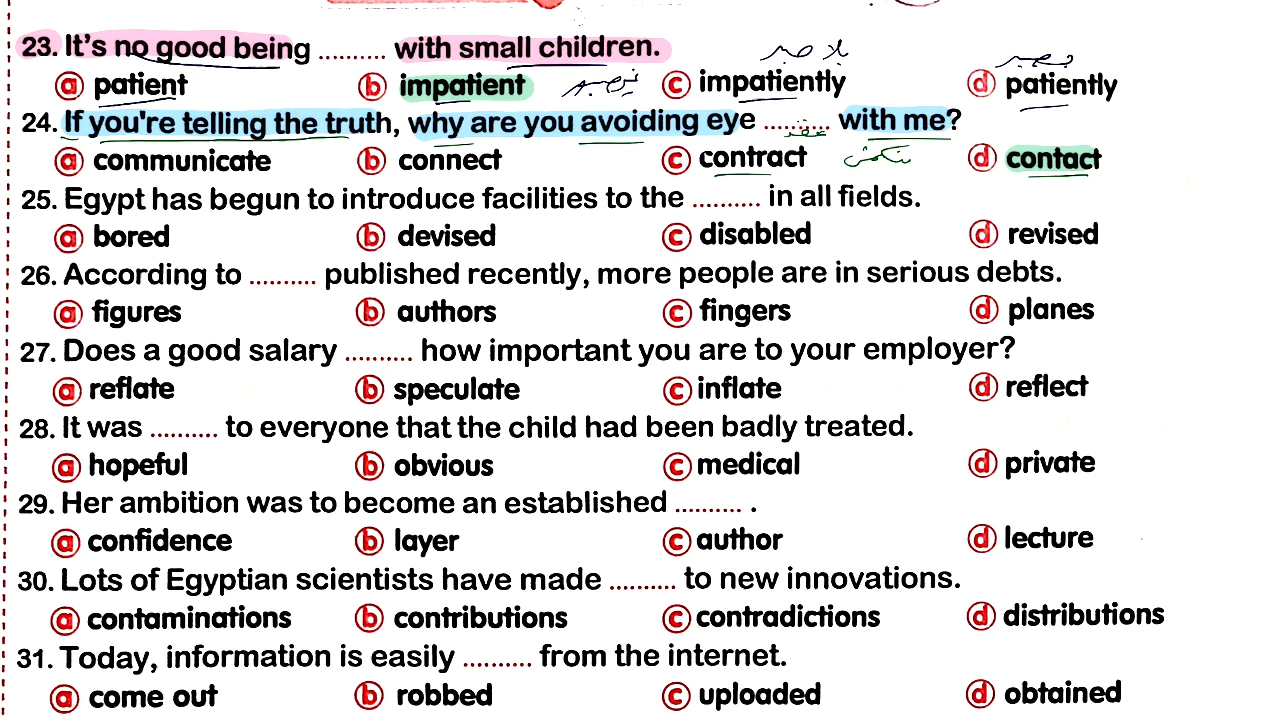 23. It's no good being .......... with small children.
بلا صبر بصبر
ⓐ patient ⓑ impatient ⓒ impatiently ⓓ patiently
24. If you're telling the truth, why are you avoiding eye .......... with me?
عقد
ⓐ communicate ⓑ connect ⓒ contract ⓓ contact
25. Egypt has begun to introduce facilities to the .......... in all fields.
ⓐ bored ⓑ devised ⓒ disabled ⓓ revised
26. According to .......... published recently, more people are in serious debts.
ⓐ figures ⓑ authors ⓒ fingers ⓓ planes
27. Does a good salary .......... how important you are to your employer?
ⓐ reflate ⓑ speculate ⓒ inflate ⓓ reflect
28. It was .......... to everyone that the child had been badly treated.
ⓐ hopeful ⓑ obvious ⓒ medical ⓓ private
29. Her ambition was to become an established .......... .
ⓐ confidence ⓑ layer ⓒ author ⓓ lecture
30. Lots of Egyptian scientists have made .......... to new innovations.
ⓐ contaminations ⓑ contributions ⓒ contradictions ⓓ distributions
31. Today, information is easily .......... from the internet.
ⓐ come out ⓑ robbed ⓒ uploaded ⓓ obtained